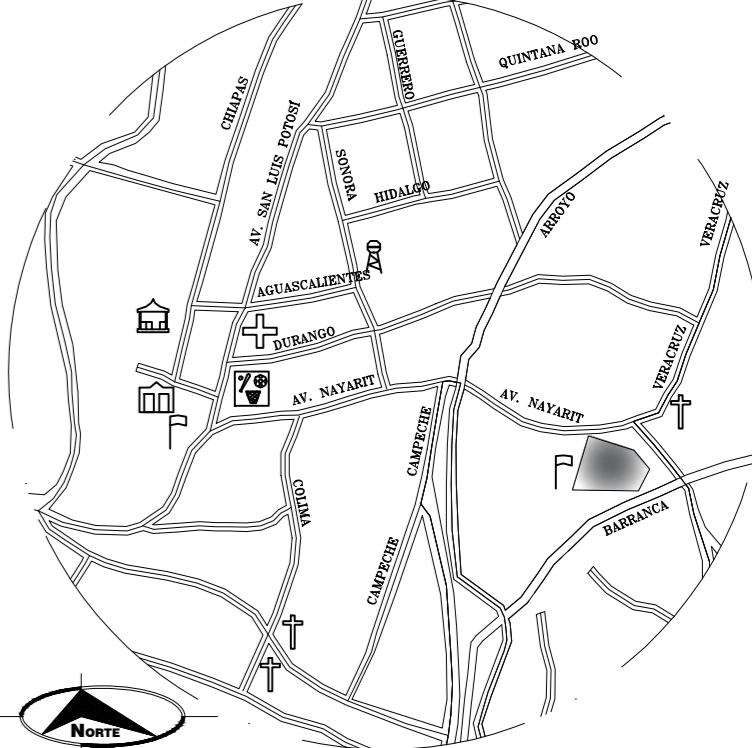 GUERRERO
QUINTANA ROO
CHIAPAS
AV. SAN LUIS POTOSÍ
SONORA
HIDALGO
ARROYO
VERACRUZ
AGUASCALIENTES
DURANGO
VERACRUZ
AV. NAYARIT
AV. NAYARIT
CAMPECHE
COLIMA
BARRANCA
CAMPECHE
NORTE